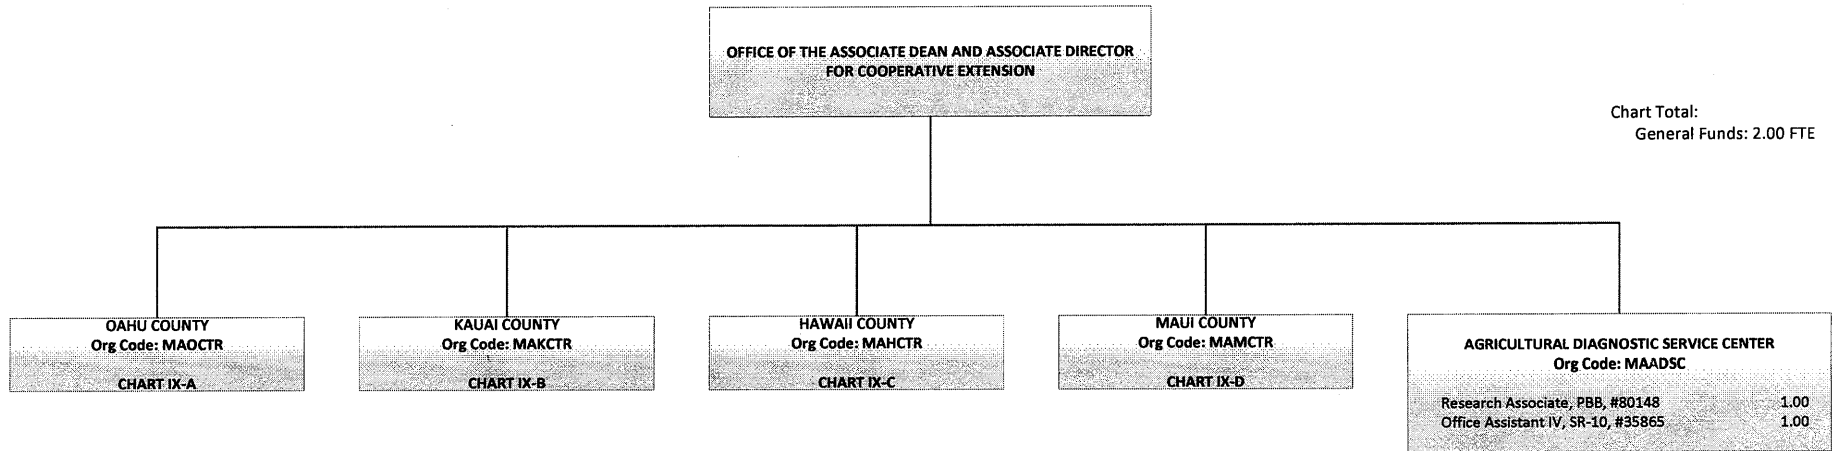 OFFICE OF THE ASSOCIATE DEAN AND ASSOCIATE DIRECTOR
FOR COOPERATIVE EXTENSION
Chart Total:
General Funds: 2.00 FTE
OAHU COUNTY
Org Code: MAOCTR
CHART IX-A
KAUAI COUNTY
Org Code: MAKCTR
CHART IX-B
HAWAII COUNTY
Org Code: MAHCTR
CHART IX-C
MAUI COUNTY
Org Code: MAMCTR
CHART IX-D
AGRICULTURAL DIAGNOSTIC SERVICE CENTER
Org Code: MAADSC
Research Associate, PBB, #80148 1.00
Office Assistant IV, SR-10, #35865 1.00